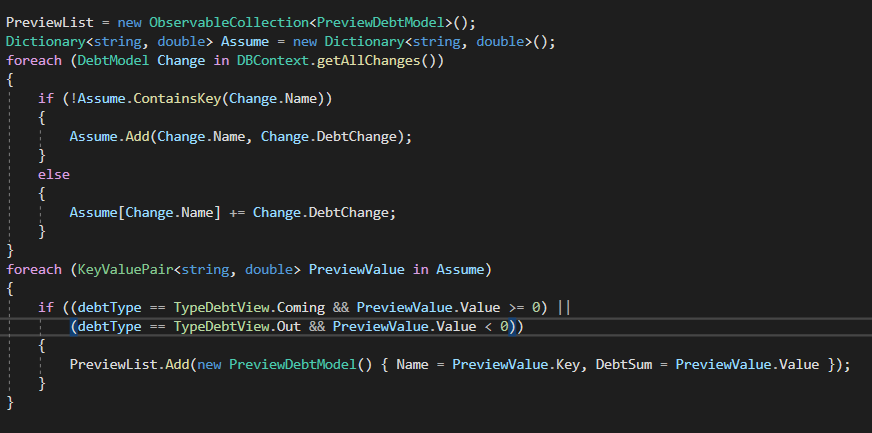 PreviewList = new ObservableCollection<PreviewDebtModel>();
Dictionary<string, double> Assume = new Dictionary<string, double>();
foreach (DebtModel Change in DBContext.getAllChanges())
{
if (!Assume.ContainsKey(Change.Name))
{
Assume.Add(Change.Name, Change.DebtChange);
}
else
{
Assume[Change.Name] += Change.DebtChange;
}
}
foreach (KeyValuePair<string, double> PreviewValue in Assume)
{
if ((debtType == TypeDebtView.Coming && PreviewValue.Value >= 0) ||
(debtType == TypeDebtView.Out && PreviewValue.Value < 0))
{
PreviewList.Add(new PreviewDebtModel() { Name = PreviewValue.Key, DebtSum = PreviewValue.Value });
}
}